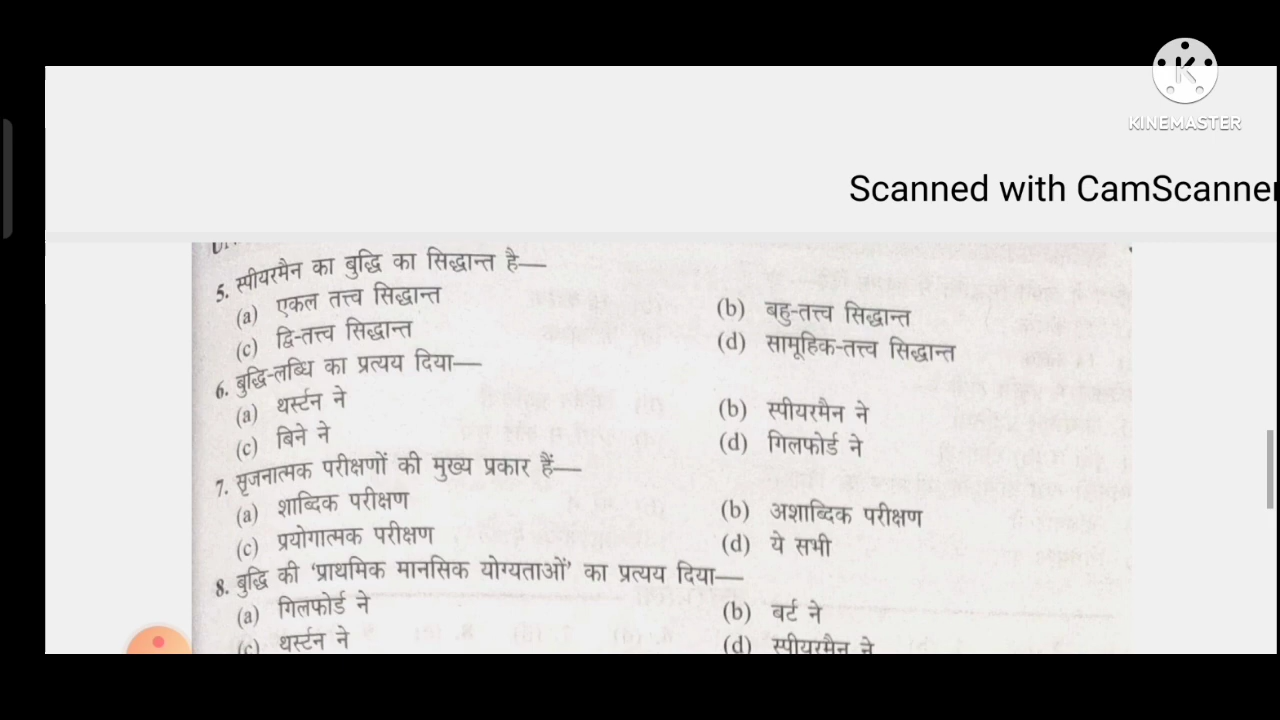 KINEMASTER
Scanned with CamScanner
5. स्पीयरमैन का बुद्धि का सिद्धान्त है—
(a) एकल तत्त्व सिद्धान्त (b) बहु-तत्त्व सिद्धान्त
(c) द्वि-तत्त्व सिद्धान्त (d) सामूहिक-तत्त्व सिद्धान्त
6. बुद्धि-लब्धि का प्रत्यय दिया—
(a) थर्स्टन ने (b) स्पीयरमैन ने
(c) बिने ने (d) गिलफोर्ड ने
7. सृजनात्मक परीक्षणों की मुख्य प्रकार हैं—
(a) शाब्दिक परीक्षण (b) अशाब्दिक परीक्षण
(c) प्रयोगात्मक परीक्षण (d) ये सभी
8. बुद्धि की ‘प्राथमिक मानसिक योग्यताओं’ का प्रत्यय दिया—
(a) गिलफोर्ड ने (b) बर्ट ने
(c) थर्स्टन ने (d) स्पीयरमैन ने